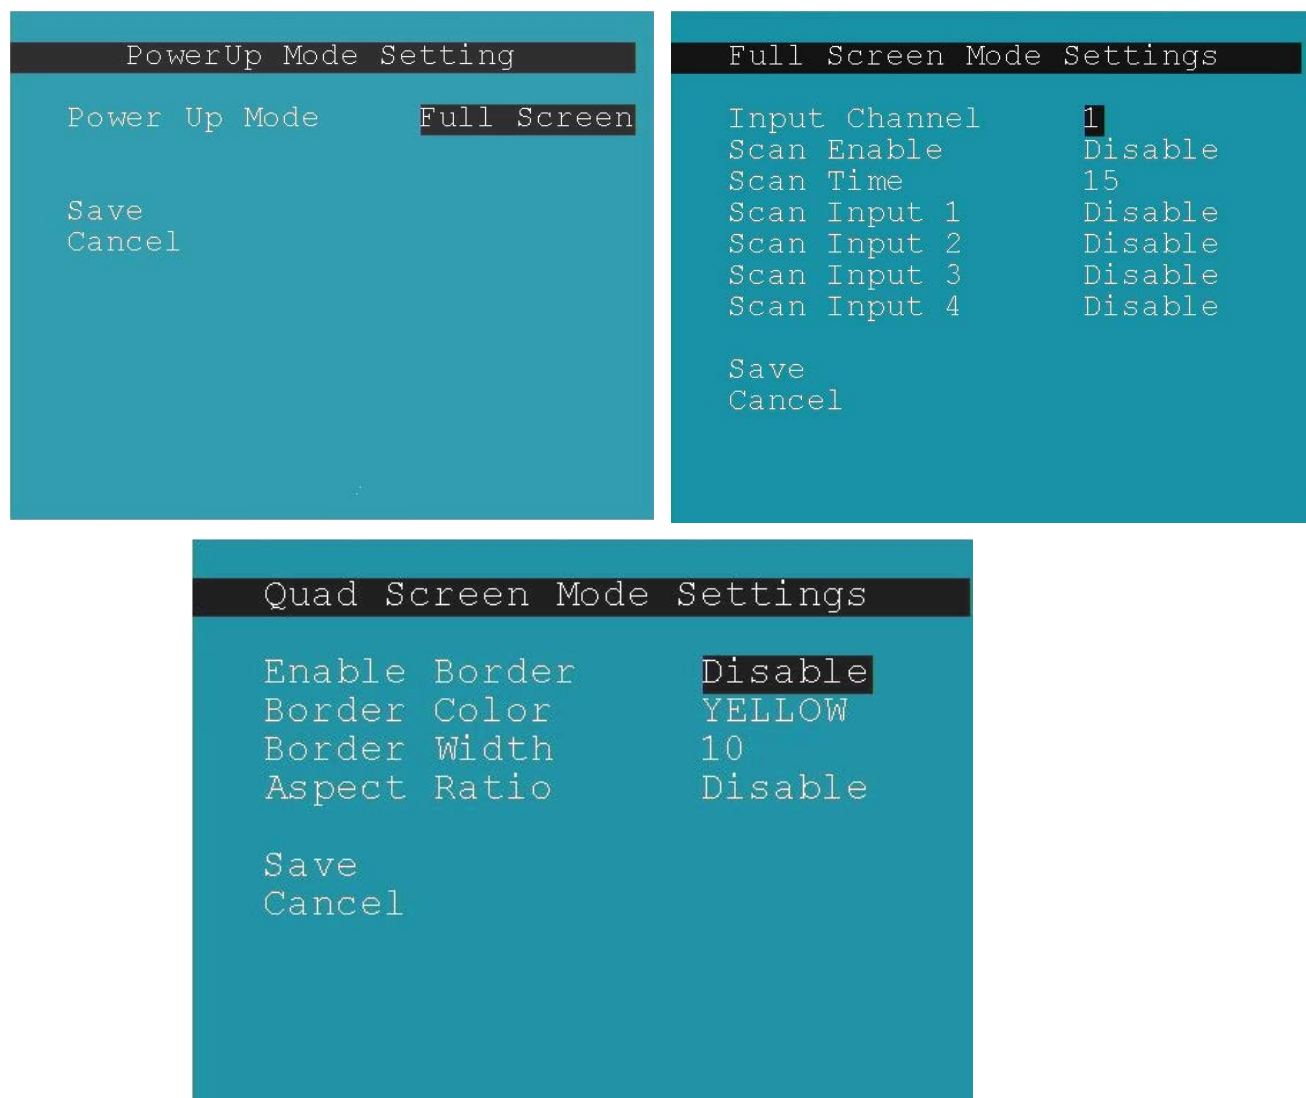 PowerUp Mode Setting
Power Up Mode Full Screen
Save
Cancel
Full Screen Mode Settings
Input Channel 1
Scan Enable Disable
Scan Time 15
Scan Input 1 Disable
Scan Input 2 Disable
Scan Input 3 Disable
Scan Input 4 Disable
Save
Cancel
Quad Screen Mode Settings
Enable Border Disable
Border Color YELLOW
Border Width 10
Aspect Ratio Disable
Save
Cancel